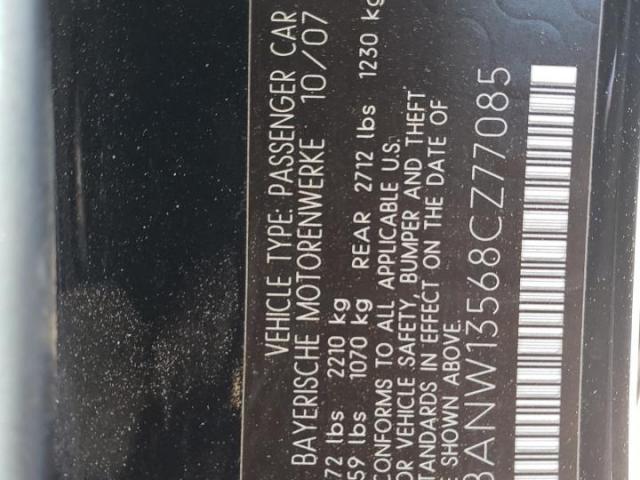 VEHICLE TYPE: PASSENGER CAR
BAYERISCHE MOTORENWERKE 10/07
72 lbs 2210 kg
59 lbs 1070 kg REAR 2712 lbs 1230 kg
CONFORMS TO ALL APPLICABLE U.S.
OR VEHICLE SAFETY, BUMPER AND THEFT
STANDARDS IN EFFECT ON THE DATE OF
E SHOWN ABOVE.
BANW13568CZ77085